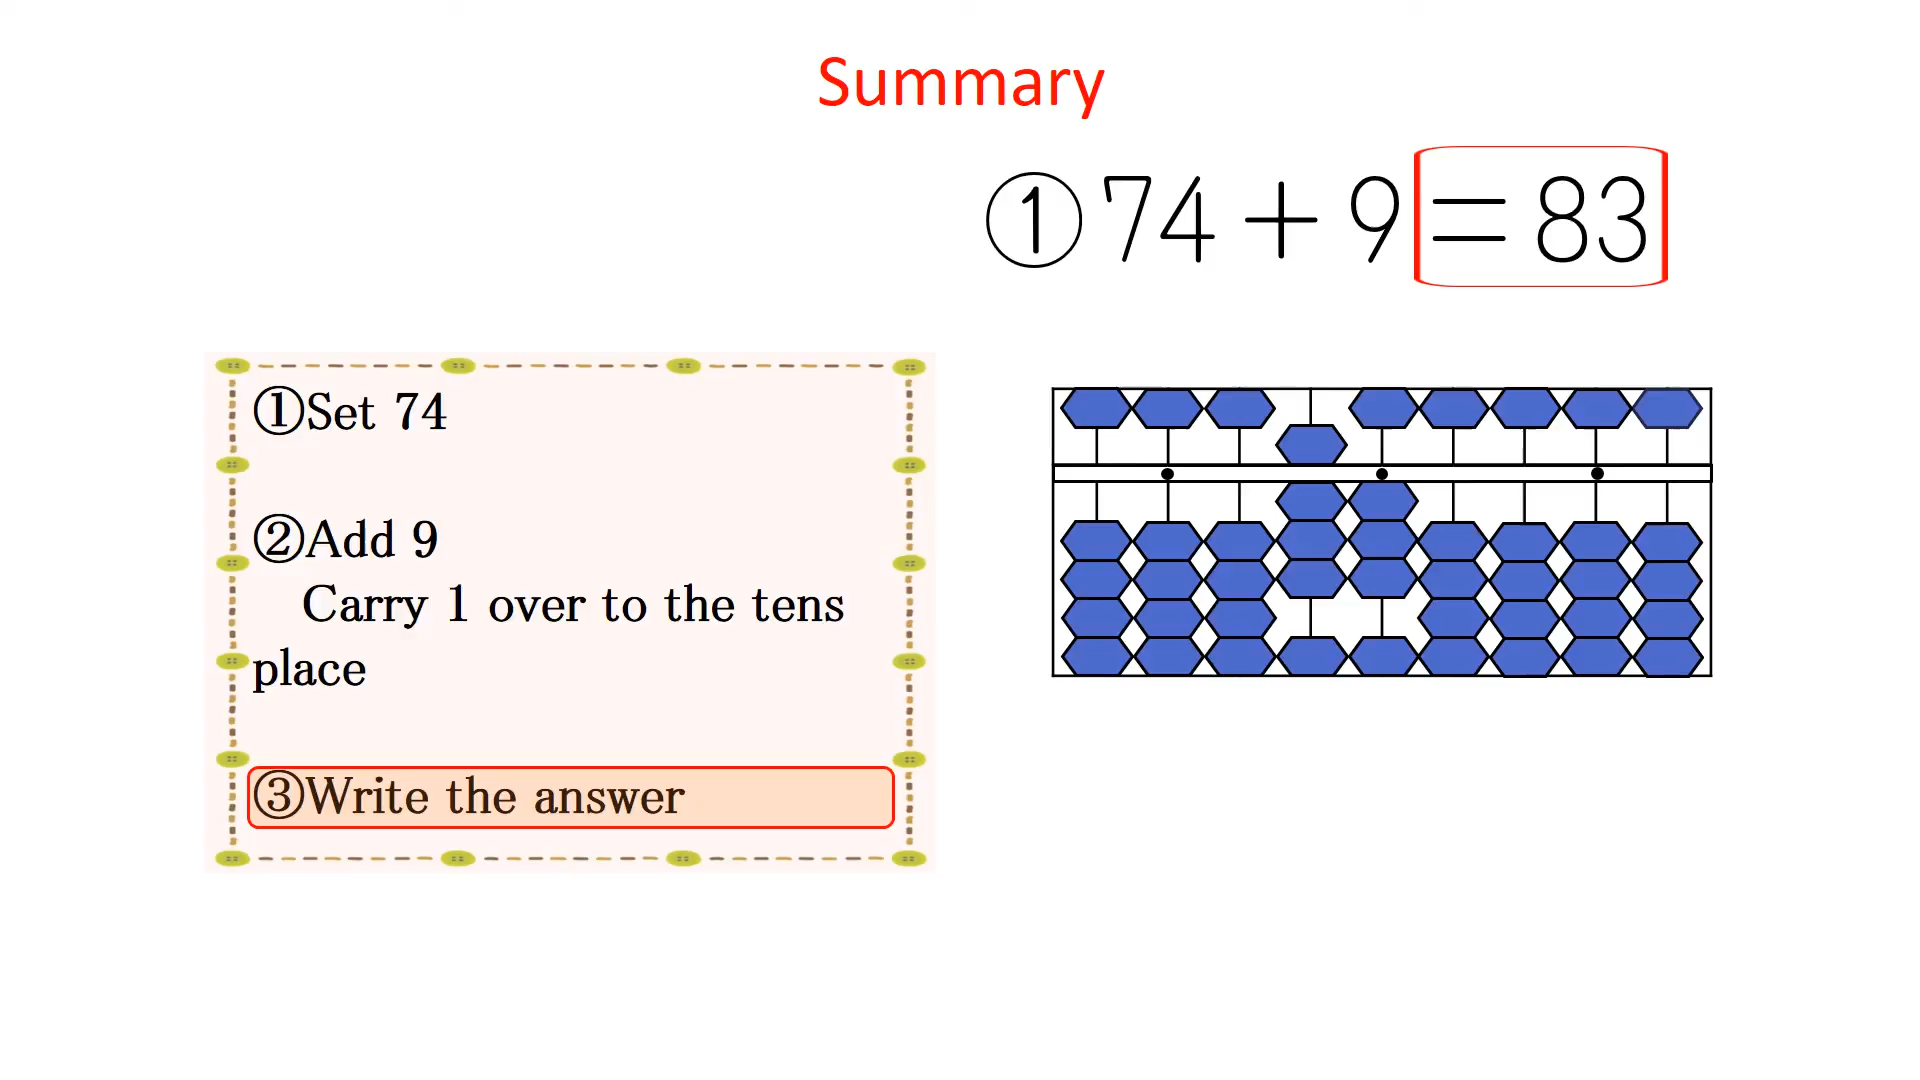 Summary
①74+9=83
①Set 74
②Add 9
Carry 1 over to the tens
place
③Write the answer